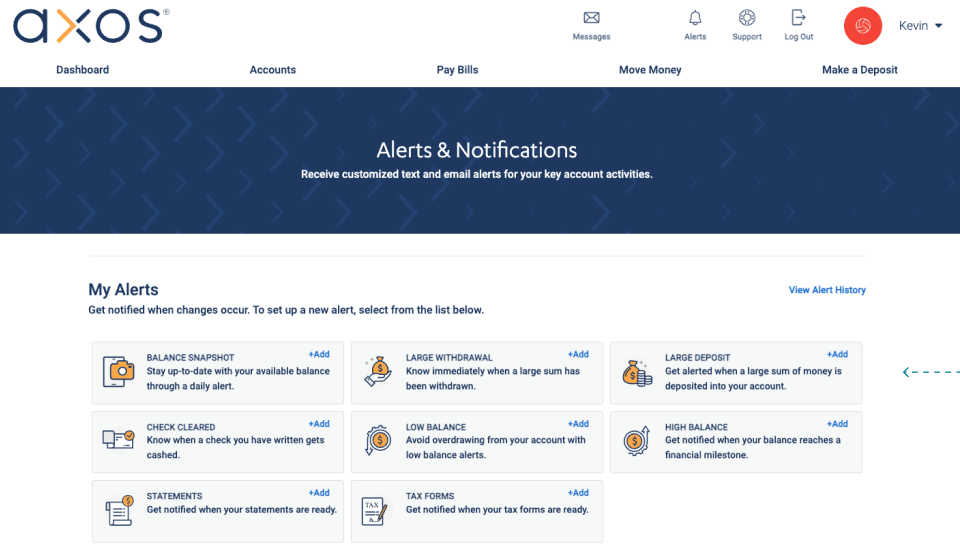 axos®
Messages
Alerts
Support
Log Out
Kevin
Dashboard
Accounts
Pay Bills
Move Money
Make a Deposit
Alerts & Notifications
Receive customized text and email alerts for your key account activities.
My Alerts
View Alert History
Get notified when changes occur. To set up a new alert, select from the list below.
BALANCE SNAPSHOT
+Add
Stay up-to-date with your available balance
through a daily alert.
LARGE WITHDRAWAL
+Add
Know immediately when a large sum has
been withdrawn.
LARGE DEPOSIT
+Add
Get alerted when a large sum of money is
deposited into your account.
CHECK CLEARED
+Add
Know when a check you have written gets
cashed.
LOW BALANCE
+Add
Avoid overdrawing from your account with
low balance alerts.
HIGH BALANCE
+Add
Get notified when your balance reaches a
financial milestone.
STATEMENTS
+Add
Get notified when your statements are ready.
TAX
TAX FORMS
+Add
Get notified when your tax forms are ready.